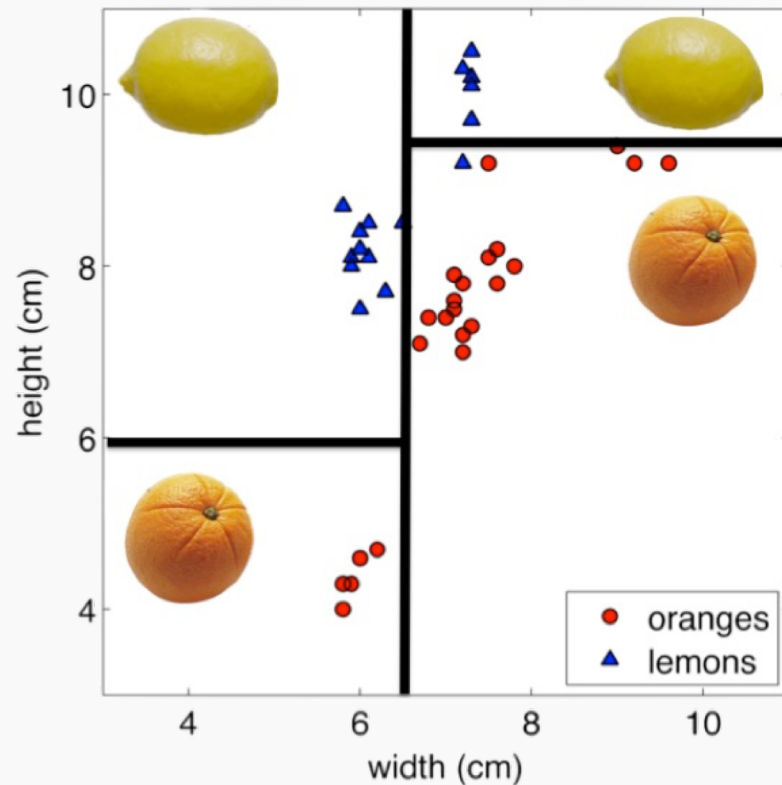 10
8
6
4
height (cm)
oranges
lemons
4 6 8 10
width (cm)